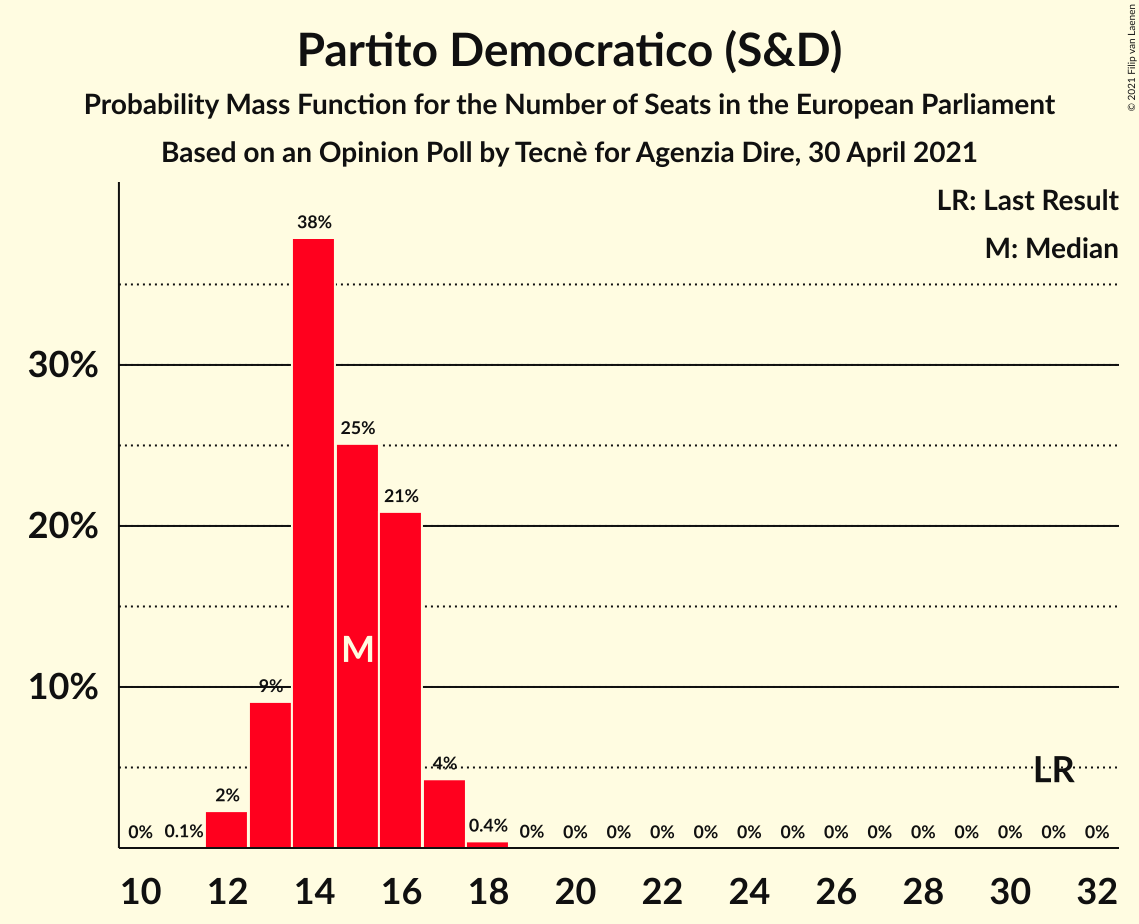 Partito Democratico (S&D)
Probability Mass Function for the Number of Seats in the European Parliament
Based on an Opinion Poll by Tecnè for Agenzia Dire, 30 April 2021
© 2021 Filip van Laenen
LR: Last Result
M: Median
38%
30%
25%
21%
20%
M
10%
9%
4%
LR
2%
0% 0.1% 0.4% 0% 0% 0% 0% 0% 0% 0% 0% 0% 0% 0% 0% 0% 0%
10 12 14 16 18 20 22 24 26 28 30 32